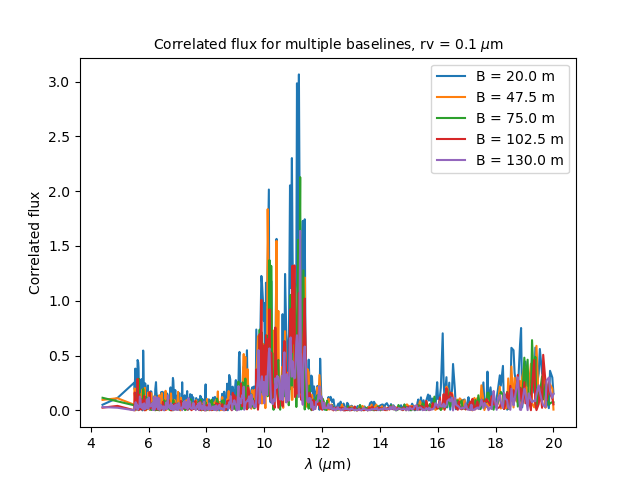 Correlated flux for multiple baselines, rv = 0.1 μm
Correlated flux
3.0
2.5
2.0
1.5
1.0
0.5
0.0
B = 20.0 m
B = 47.5 m
B = 75.0 m
B = 102.5 m
B = 130.0 m
4 6 8 10 12 14 16 18 20
λ (μm)